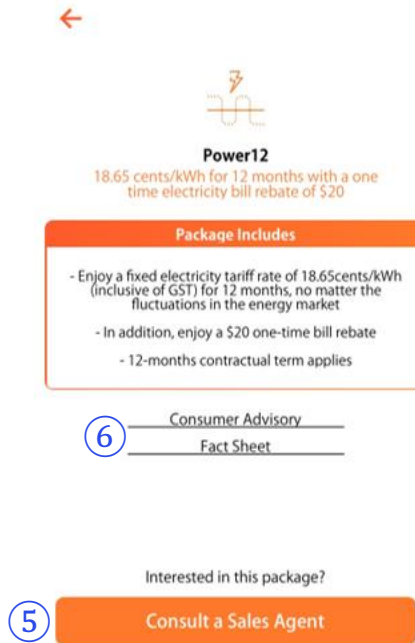 Power12
18.65 cents/kWh for 12 months with a one
time electricity bill rebate of $20
Package Includes
- Enjoy a fixed electricity tariff rate of 18.65cents/kWh
(inclusive of GST) for 12 months, no matter the
fluctuations in the energy market
- In addition, enjoy a $20 one-time bill rebate
- 12-months contractual term applies
Consumer Advisory
6
Fact Sheet
Interested in this package?
5
Consult a Sales Agent